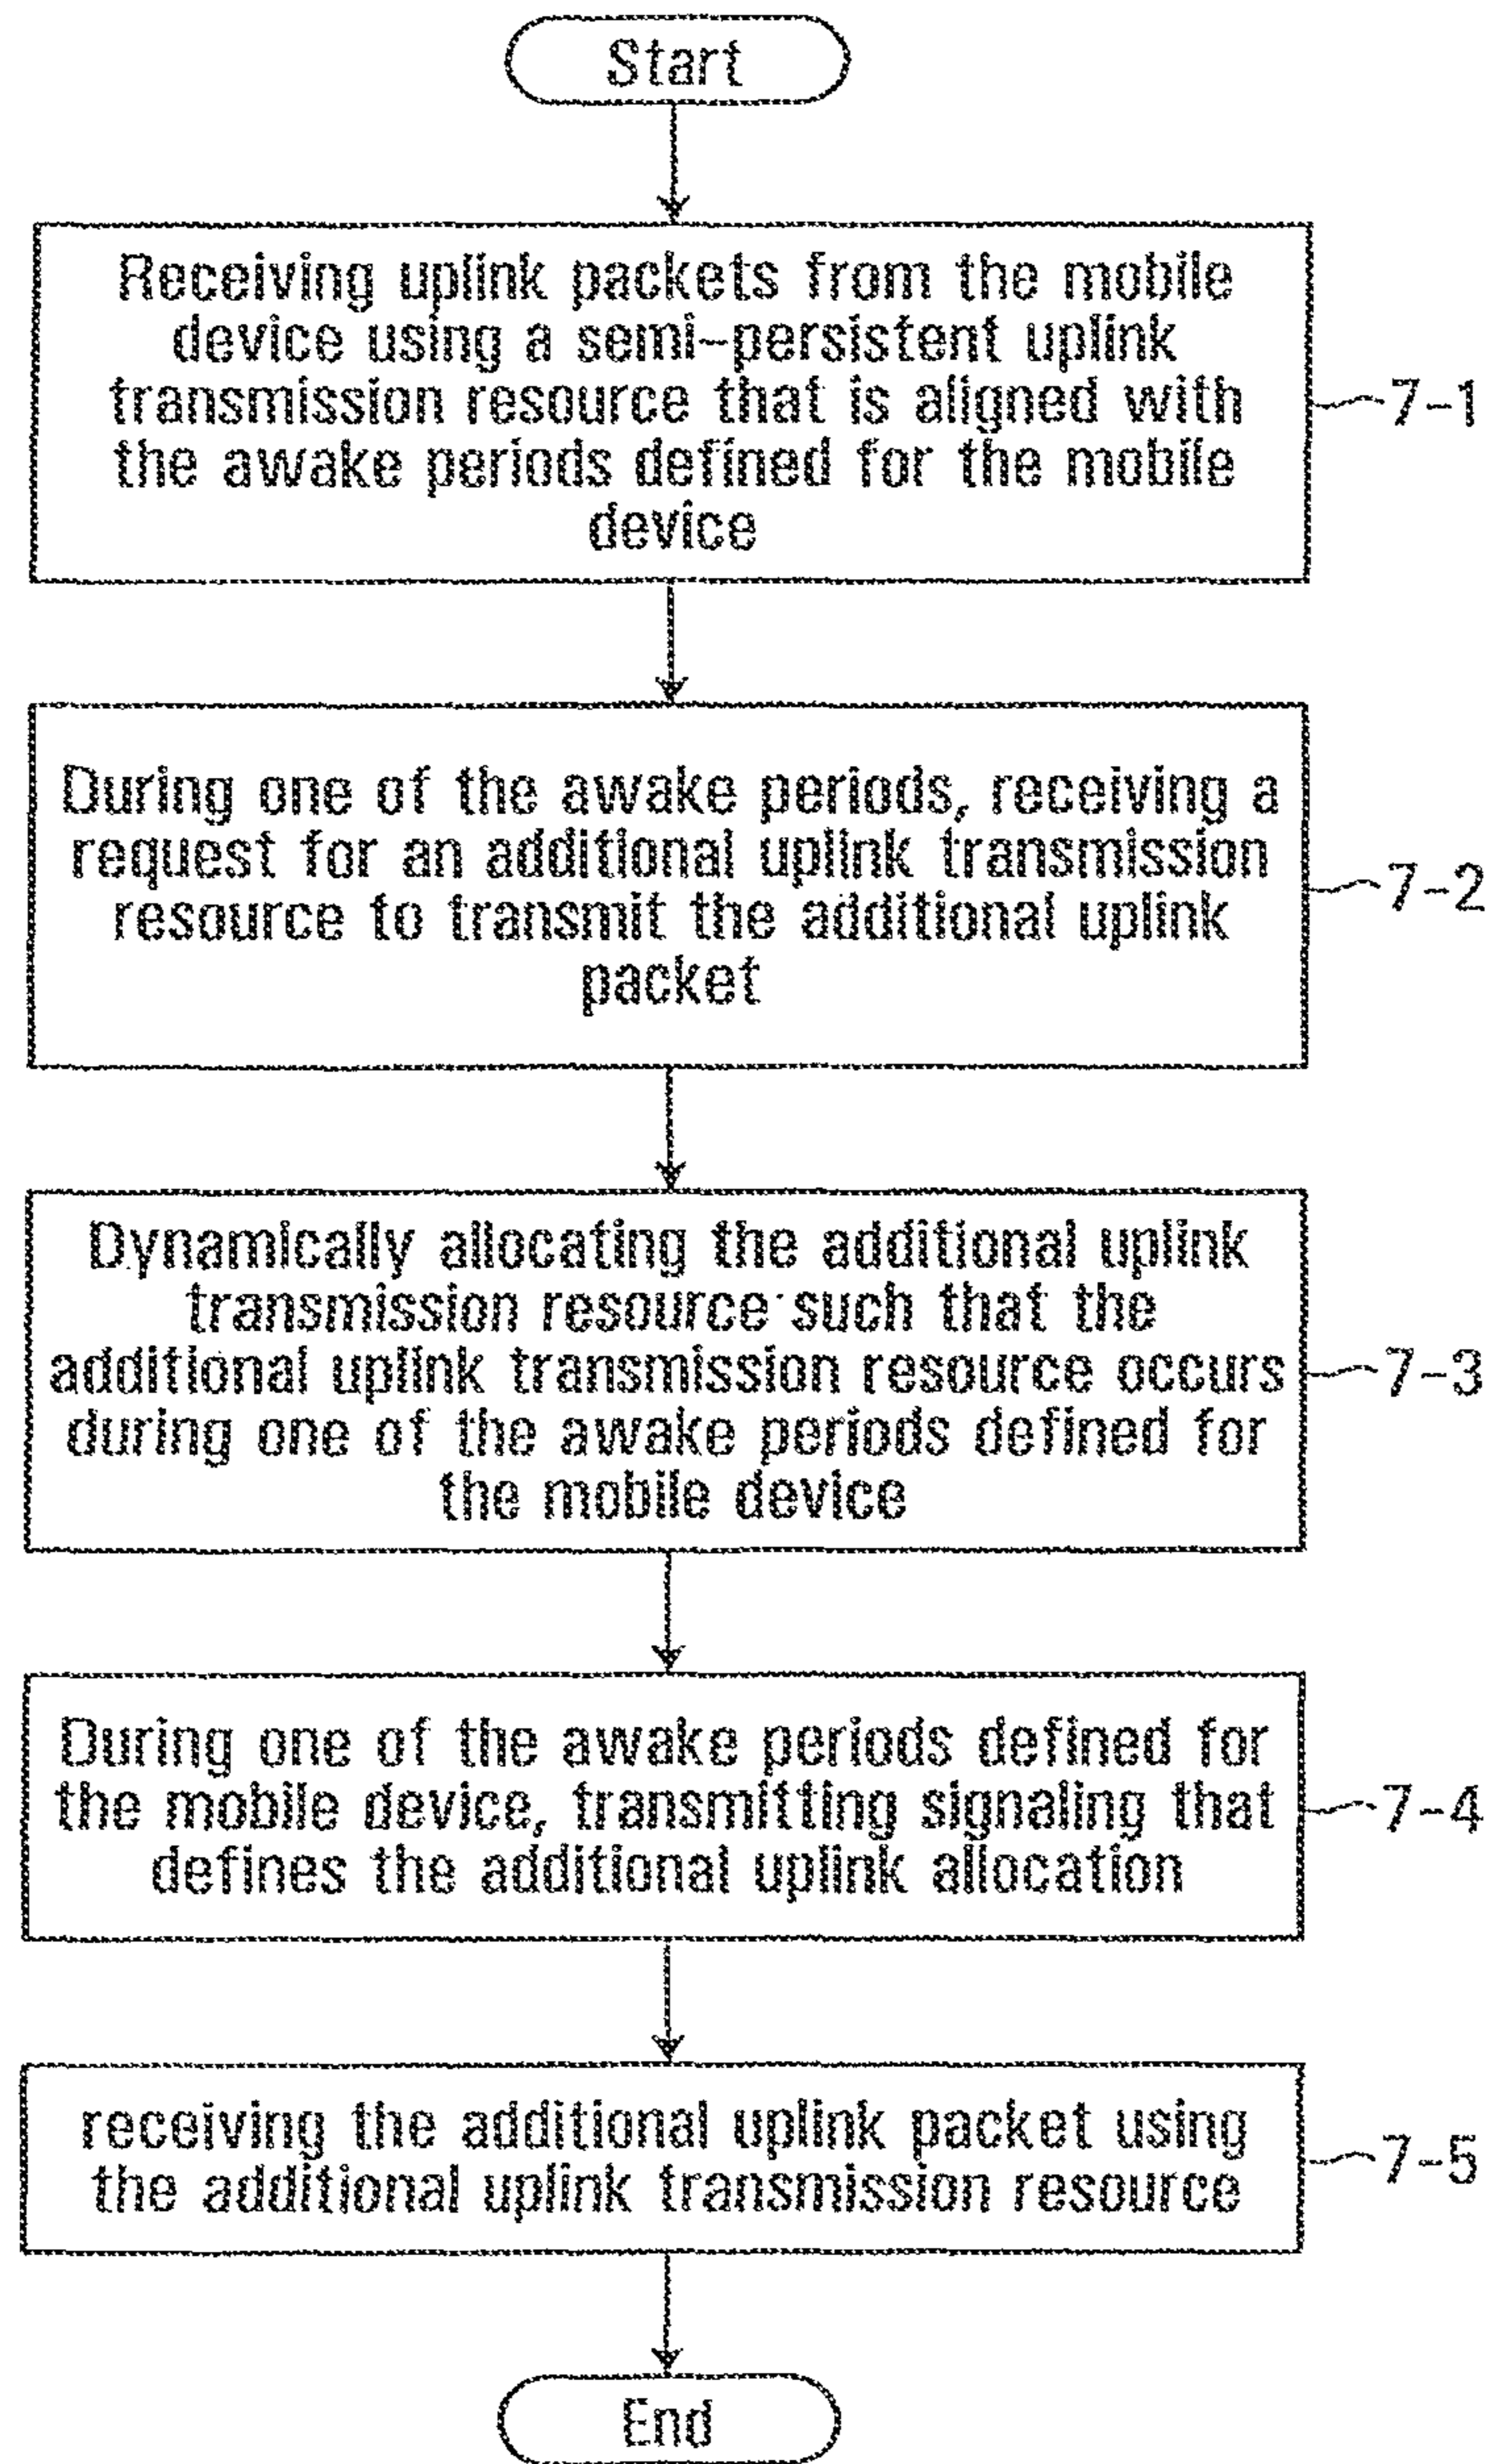 Start
Receiving uplink packets from the mobile
device using a semi-persistent uplink
transmission resource that is aligned with
the awake periods defined for the mobile
device
7-1
During one of the awake periods, receiving a
request for an additional uplink transmission
resource to transmit the additional uplink
packet
7-2
Dynamically allocating the additional uplink
transmission resource such that the
additional uplink transmission resource occurs
during one of the awake periods defined for
the mobile device
7-3
During one of the awake periods defined for
the mobile device, transmitting signaling that
defines the additional uplink allocation
7-4
receiving the additional uplink packet using
the additional uplink transmission resource
7-5
End